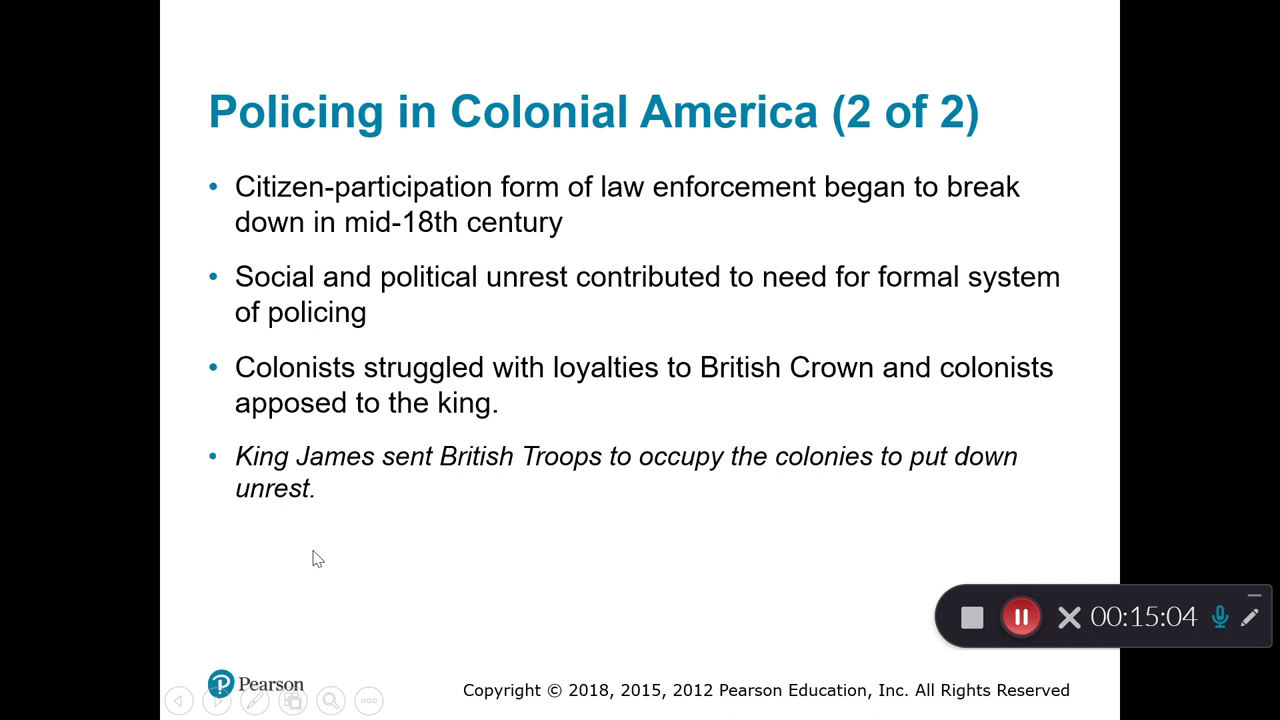 Policing in Colonial America (2 of 2)
• Citizen-participation form of law enforcement began to break
down in mid-18th century
• Social and political unrest contributed to need for formal system
of policing
• Colonists struggled with loyalties to British Crown and colonists
apposed to the king.
• King James sent British Troops to occupy the colonies to put down
unrest.
00:15:04
P Pearson
Copyright © 2018, 2015, 2012 Pearson Education, Inc. All Rights Reserved